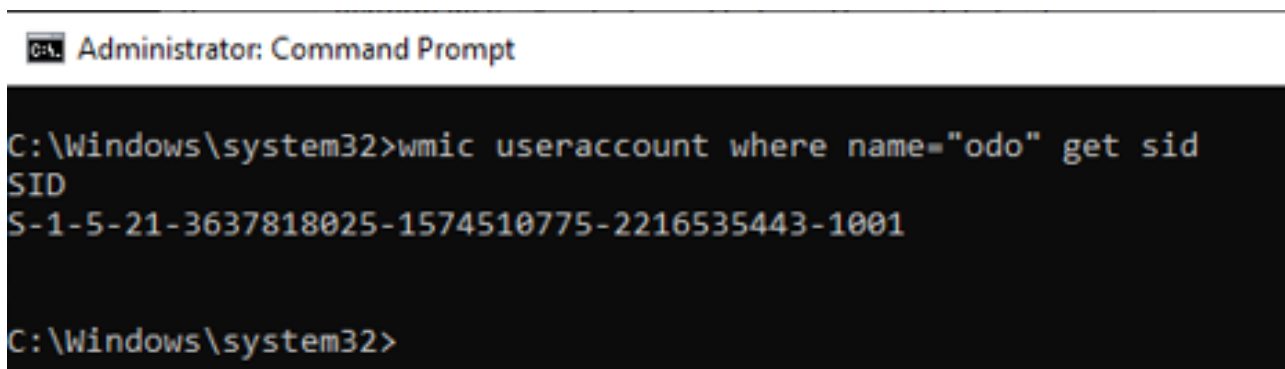 Administrator: Command Prompt
C:\Windows\system32>wmic useraccount where name="odo" get sid
SID
S-1-5-21-3637818025-1574510775-2216535443-1001
C:\Windows\system32>